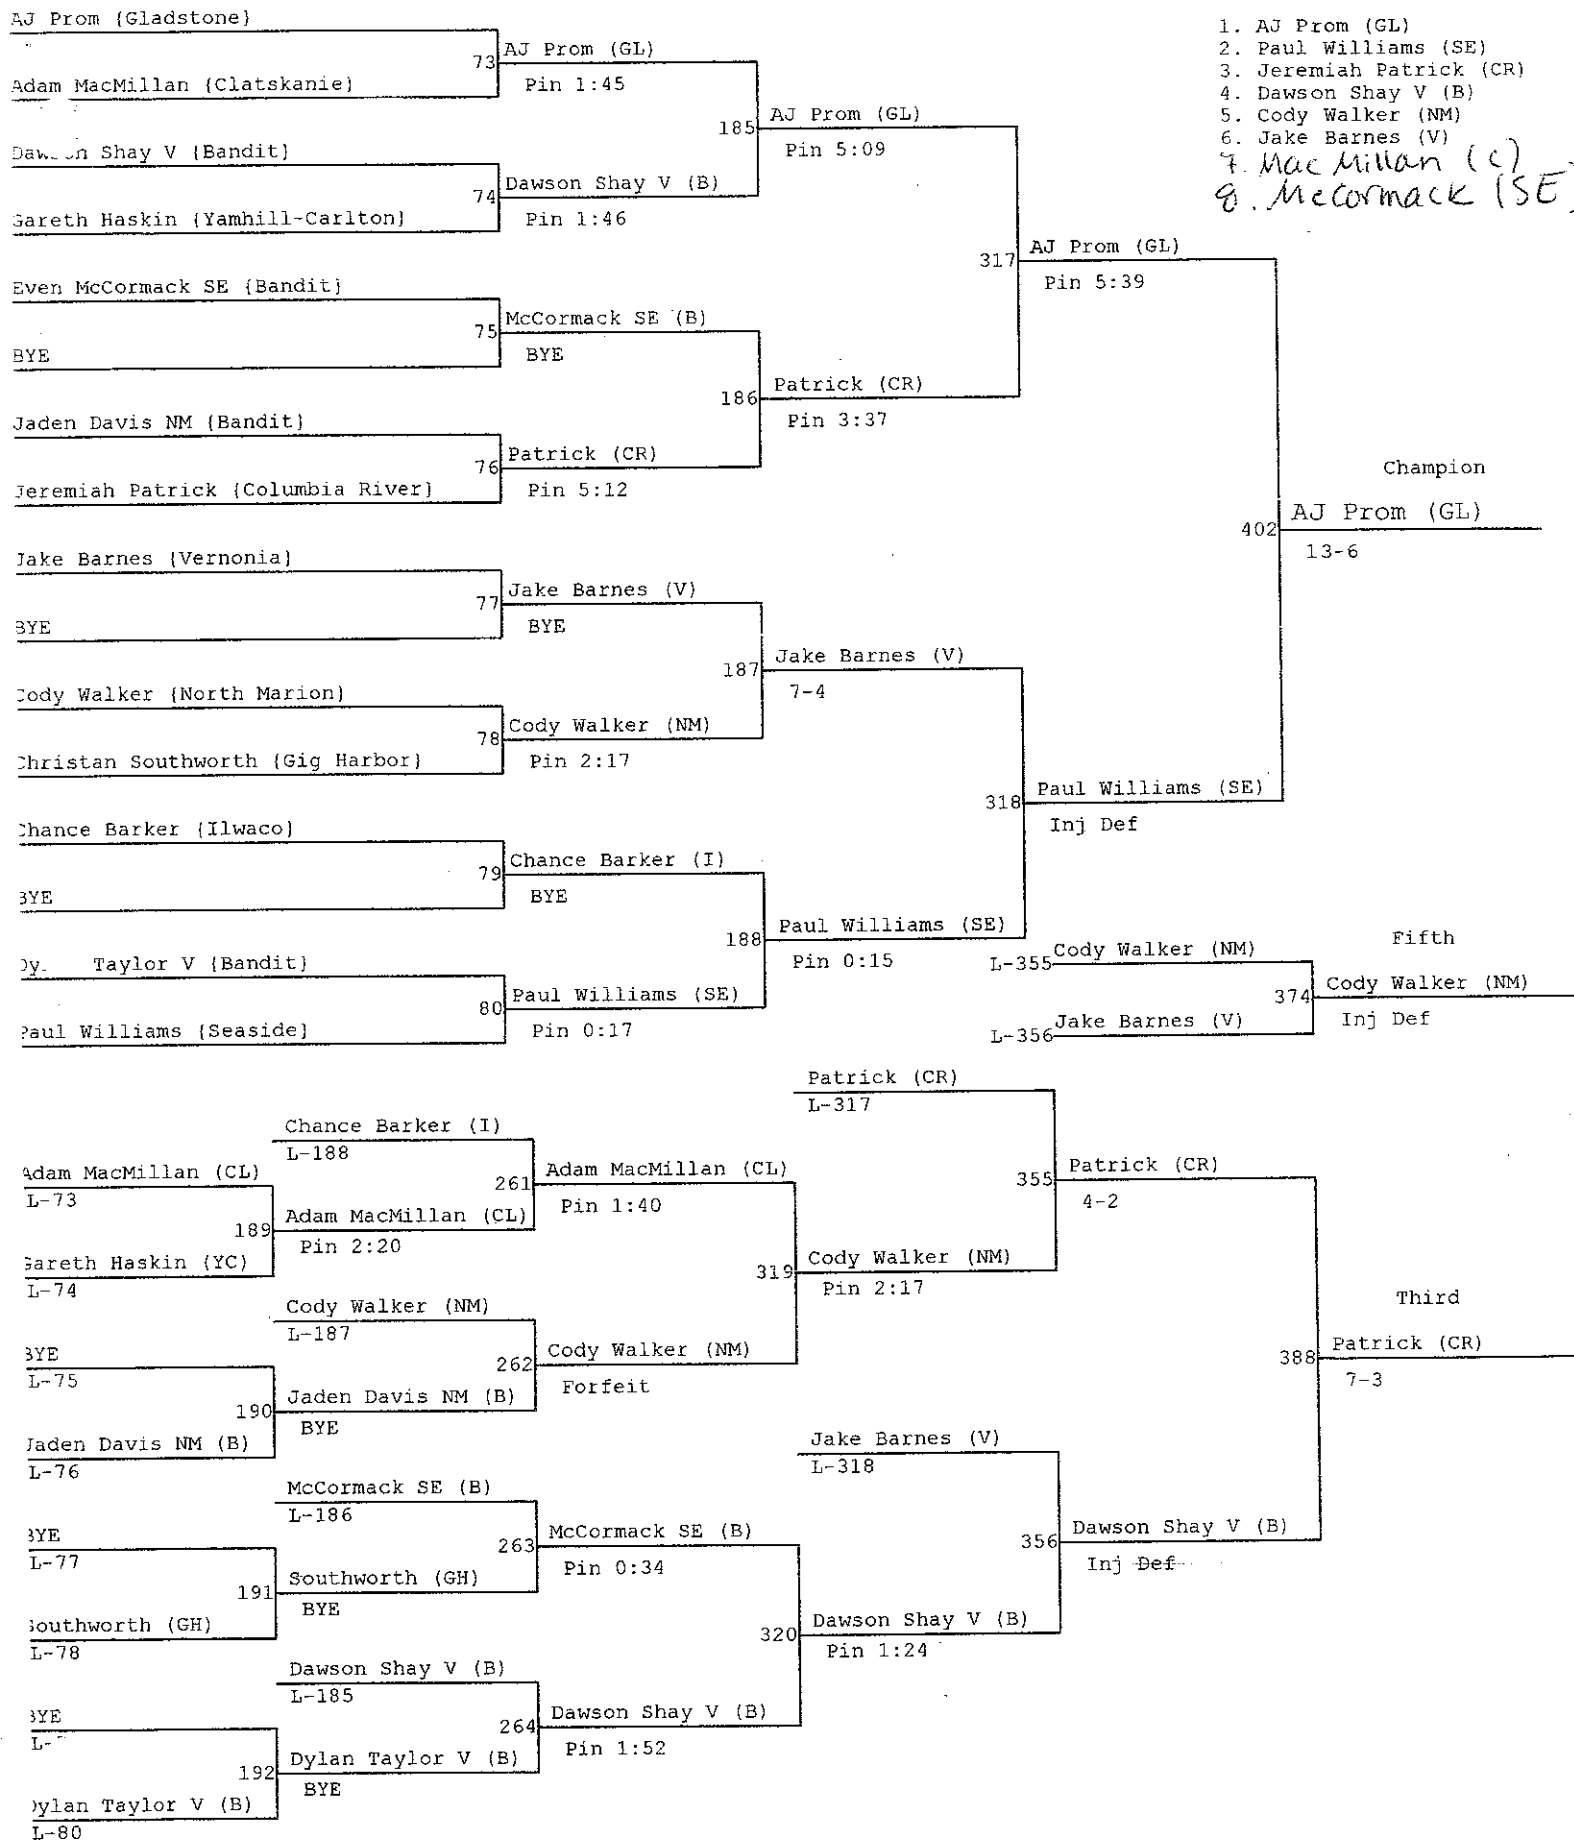 AJ Prom {Gladstone}
73
AJ Prom (GL)
Pin 1:45
Adam MacMillan {Clatskanie}
185
AJ Prom (GL)
Pin 5:09
Shay V {Bandit}
74
Dawson Shay V (B)
Pin 1:46
Gareth Haskin {Yamhill-Carlton}
317
AJ Prom (GL)
Pin 5:39
Even McCormack SE {Bandit}
75
McCormack SE (B)
BYE
BYE
186
Patrick (CR)
Pin 3:37
Jaden Davis NM {Bandit}
76
Patrick (CR)
Pin 5:12
Jeremiah Patrick {Columbia River}
1. AJ Prom (GL)
2. Paul Williams (SE)
3. Jeremiah Patrick (CR)
4. Dawson Shay V (B)
5. Cody Walker (NM)
6. Jake Barnes (V)
7. MacMillan (C)
8. McCormack (SE)
Champion
402
AJ Prom (GL)
13-6
Jake Barnes {Vernonia}
77
Jake Barnes (V)
BYE
BYE
187
Jake Barnes (V)
7-4
Cody Walker {North Marion}
78
Cody Walker (NM)
Pin 2:17
Christan Southworth {Gig Harbor}
318
Paul Williams (SE)
Inj Def
Chance Barker {Ilwaco}
79
Chance Barker (I)
BYE
BYE
188
Paul Williams (SE)
Pin 0:15
Taylor V {Bandit}
80
Paul Williams (SE)
Pin 0:17
Paul Williams {Seaside}
Fifth
L-355 Cody Walker (NM)
374
Cody Walker (NM)
Inj Def
L-356 Jake Barnes (V)
Patrick (CR)
L-317
Chance Barker (I)
L-188
Adam MacMillan (CL)
L-73
261
Adam MacMillan (CL)
Pin 1:40
355
Patrick (CR)
4-2
189
Adam MacMillan (CL)
Pin 2:20
Gareth Haskin (YC)
L-74
319
Cody Walker (NM)
Pin 2:17
Cody Walker (NM)
L-187
BYE
L-75
262
Cody Walker (NM)
Forfeit
190
Jaden Davis NM (B)
BYE
Jaden Davis NM (B)
L-76
Third
388
Patrick (CR)
7-3
Jake Barnes (V)
L-318
McCormack SE (B)
L-186
BYE
L-77
263
McCormack SE (B)
Pin 0:34
356
Dawson Shay V (B)
Inj Def
191
Southworth (GH)
BYE
Southworth (GH)
L-78
320
Dawson Shay V (B)
Pin 1:24
Dawson Shay V (B)
L-185
BYE
L-
264
Dawson Shay V (B)
Pin 1:52
192
Dylan Taylor V (B)
BYE
Dylan Taylor V (B)
L-80